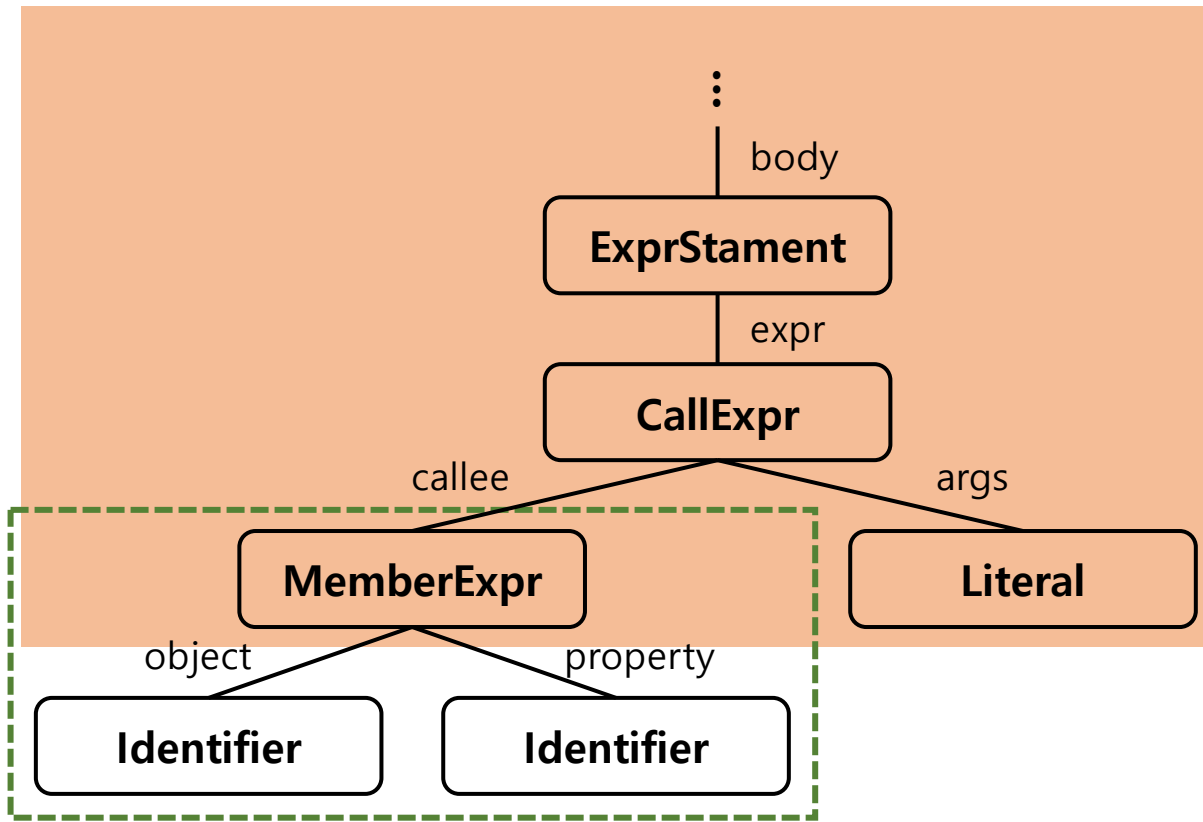 ⋮
body
ExprStament
expr
CallExpr
callee
args
MemberExpr
Literal
object
property
Identifier
Identifier